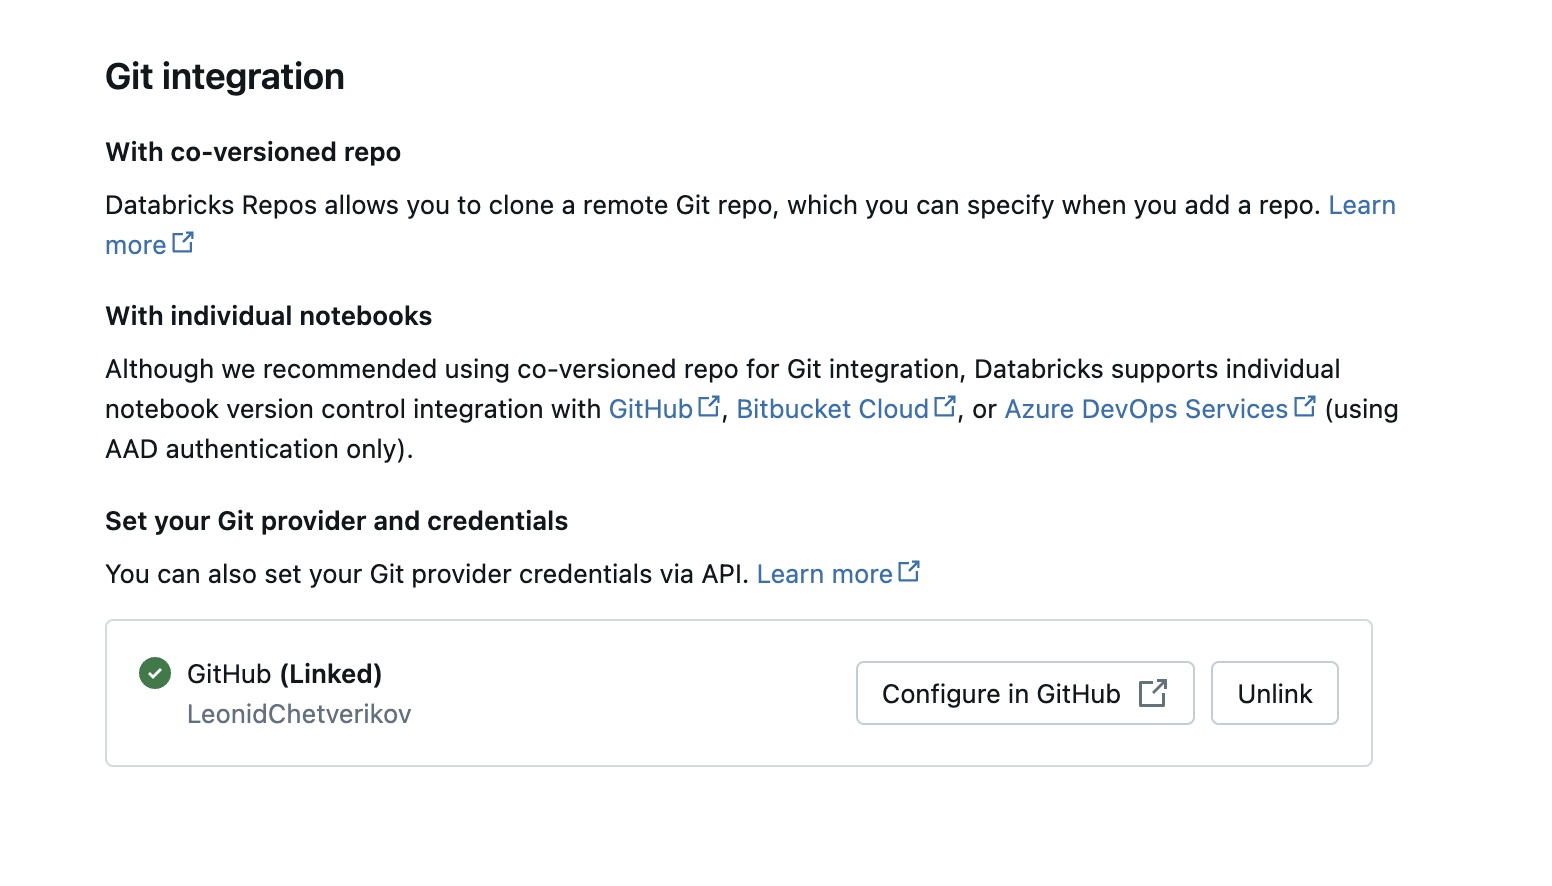 Git integration
With co-versioned repo
Databricks Repos allows you to clone a remote Git repo, which you can specify when you add a repo. Learn
more
With individual notebooks
Although we recommended using co-versioned repo for Git integration, Databricks supports individual
notebook version control integration with GitHub, Bitbucket Cloud, or Azure DevOps Services (using
AAD authentication only).
Set your Git provider and credentials
You can also set your Git provider credentials via API. Learn more
GitHub (Linked)
LeonidChetverikov
Configure in GitHub
Unlink